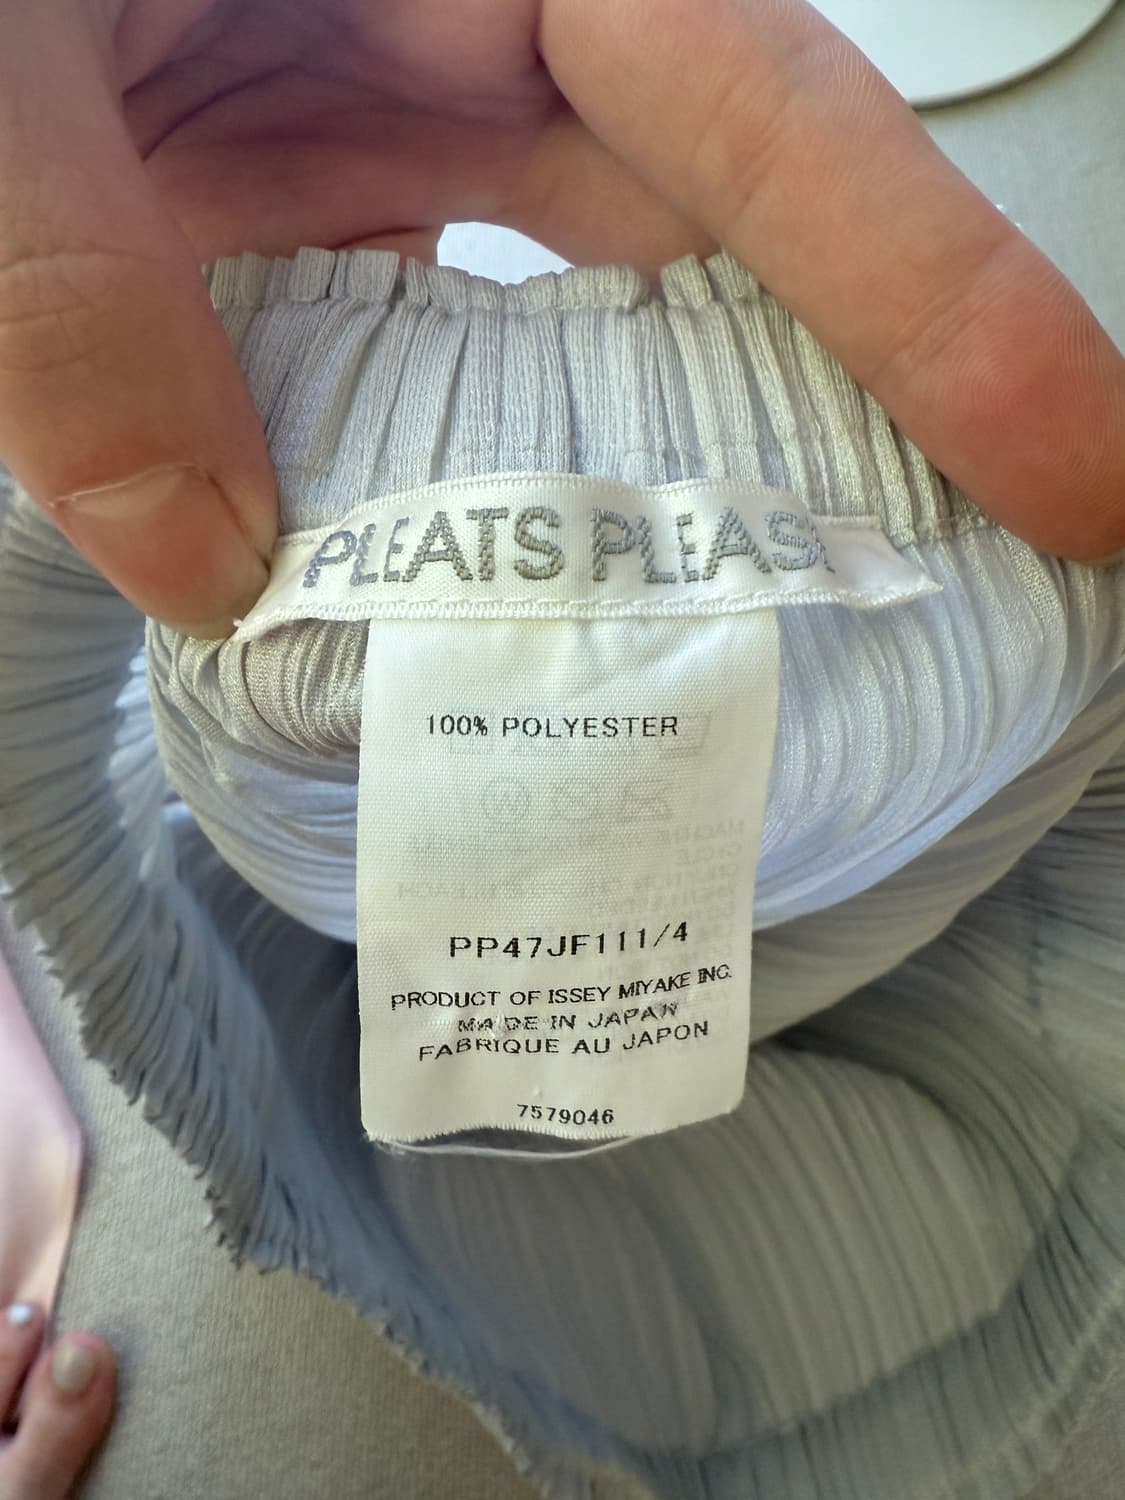 PLEATS PLEASE
100% POLYESTER
PP47JF111/4
PRODUCT OF ISSEY MIYAKE INC.
MADE IN JAPAN
FABRIQUE AU JAPON
7579046